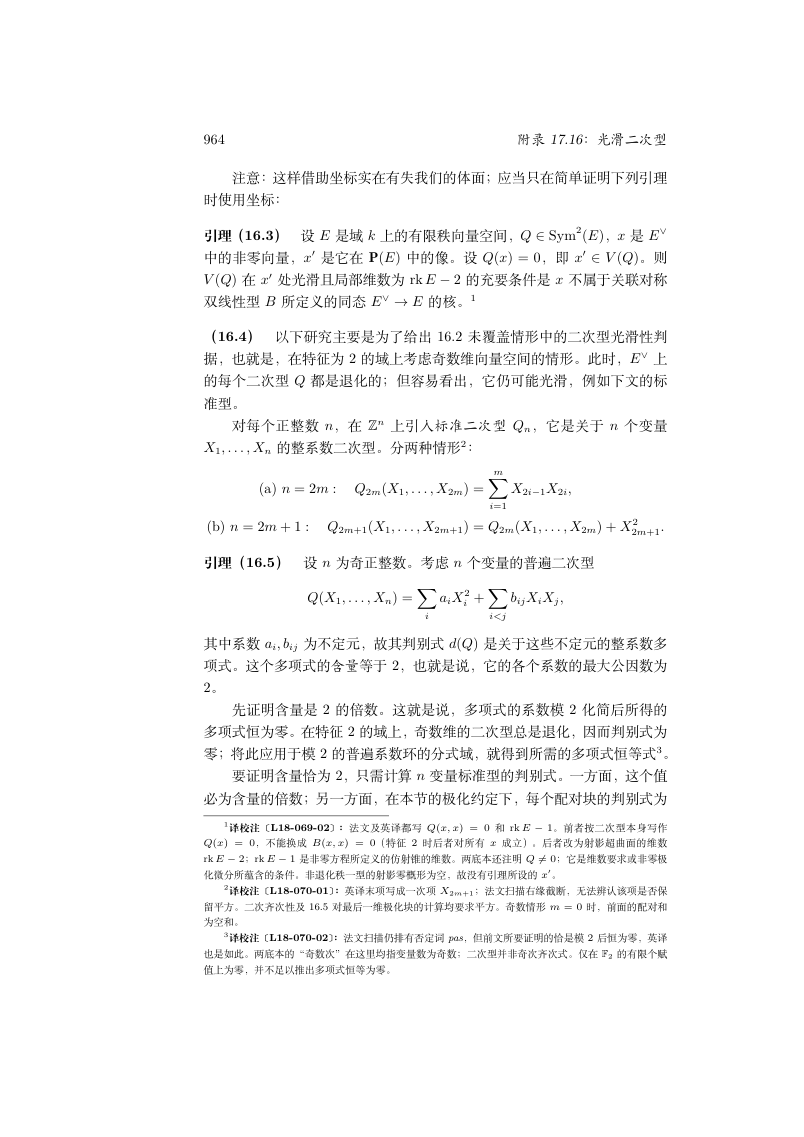 964 附录 17.16：光滑二次型
注意：这样借助坐标实在有失我们的体面；应当只在简单证明下列引理
时使用坐标：
引理（16.3） 设 E 是域 k 上的有限秩向量空间，Q ∈ Sym²(E)，x 是 E^∨
中的非零向量，x′ 是它在 P(E) 中的像。设 Q(x) = 0，即 x′ ∈ V(Q)。则
V(Q) 在 x′ 处光滑且局部维数为 rk E − 2 的充要条件是 x 不属于关联对称
双线性型 B 所定义的同态 E^∨ → E 的核。¹
（16.4） 以下研究主要是为了给出 16.2 未覆盖情形中的二次型光滑性判
据，也就是，在特征为 2 的域上考虑奇数维向量空间的情形。此时，E^∨ 上
的每个二次型 Q 都是退化的；但容易看出，它仍可能光滑，例如下文的标
准型。
对每个正整数 n，在 ℤⁿ 上引入标准二次型 Q_n，它是关于 n 个变量
X_1, . . . , X_n 的整系数二次型。分两种情形²：
(a) n = 2m : Q_{2m}(X_1, . . . , X_{2m}) = ∑_{i=1}^{m} X_{2i−1}X_{2i},
(b) n = 2m + 1 : Q_{2m+1}(X_1, . . . , X_{2m+1}) = Q_{2m}(X_1, . . . , X_{2m}) + X_{2m+1}^2.
引理（16.5） 设 n 为奇正整数。考虑 n 个变量的普遍二次型
Q(X_1, . . . , X_n) = ∑_i a_i X_i^2 + ∑_{i<j} b_{ij} X_i X_j,
其中系数 a_i, b_{ij} 为不定元，故其判别式 d(Q) 是关于这些不定元的整系数多
项式。这个多项式的含量等于 2，也就是说，它的各个系数的最大公因数为
2。
先证明含量是 2 的倍数。这就是说，多项式的系数模 2 化简后所得的
多项式恒为零。在特征 2 的域上，奇数维的二次型总是退化，因而判别式为
零；将此应用于模 2 的普遍系数环的分式域，就得到所需的多项式恒等式³。
要证明含量恰为 2，只需计算 n 变量标准型的判别式。一方面，这个值
必为含量的倍数；另一方面，在本节的极化约定下，每个配对块的判别式为
¹译校注〔L18-069-02〕：法文及英译都写 Q(x, x) = 0 和 rk E − 1。前者按二次型本身写作
Q(x) = 0，不能换成 B(x, x) = 0（特征 2 时后者对所有 x 成立）。后者改为射影超曲面的维数
rk E − 2；rk E − 1 是非零方程所定义的仿射锥的维数。两底本还注明 Q ≠ 0；它是维数要求或非零极
化微分所蕴含的条件。非退化秩一型的射影零概形为空，故没有引理所设的 x′。
²译校注〔L18-070-01〕：英译末项写成一次项 X_{2m+1}；法文扫描右缘截断，无法辨认该项是否保
留平方。二次齐次性及 16.5 对最后一维极化块的计算均要求平方。奇数情形 m = 0 时，前面的配对和
为空和。
³译校注〔L18-070-02〕：法文扫描仍排有否定词 pas，但前文所要证明的恰是模 2 后恒为零，英译
也是如此。两底本的“奇数次”在这里均指变量数为奇数；二次型并非奇次齐次式。仅在 𝔽_2 的有限个赋
值上为零，并不足以推出多项式恒等为零。